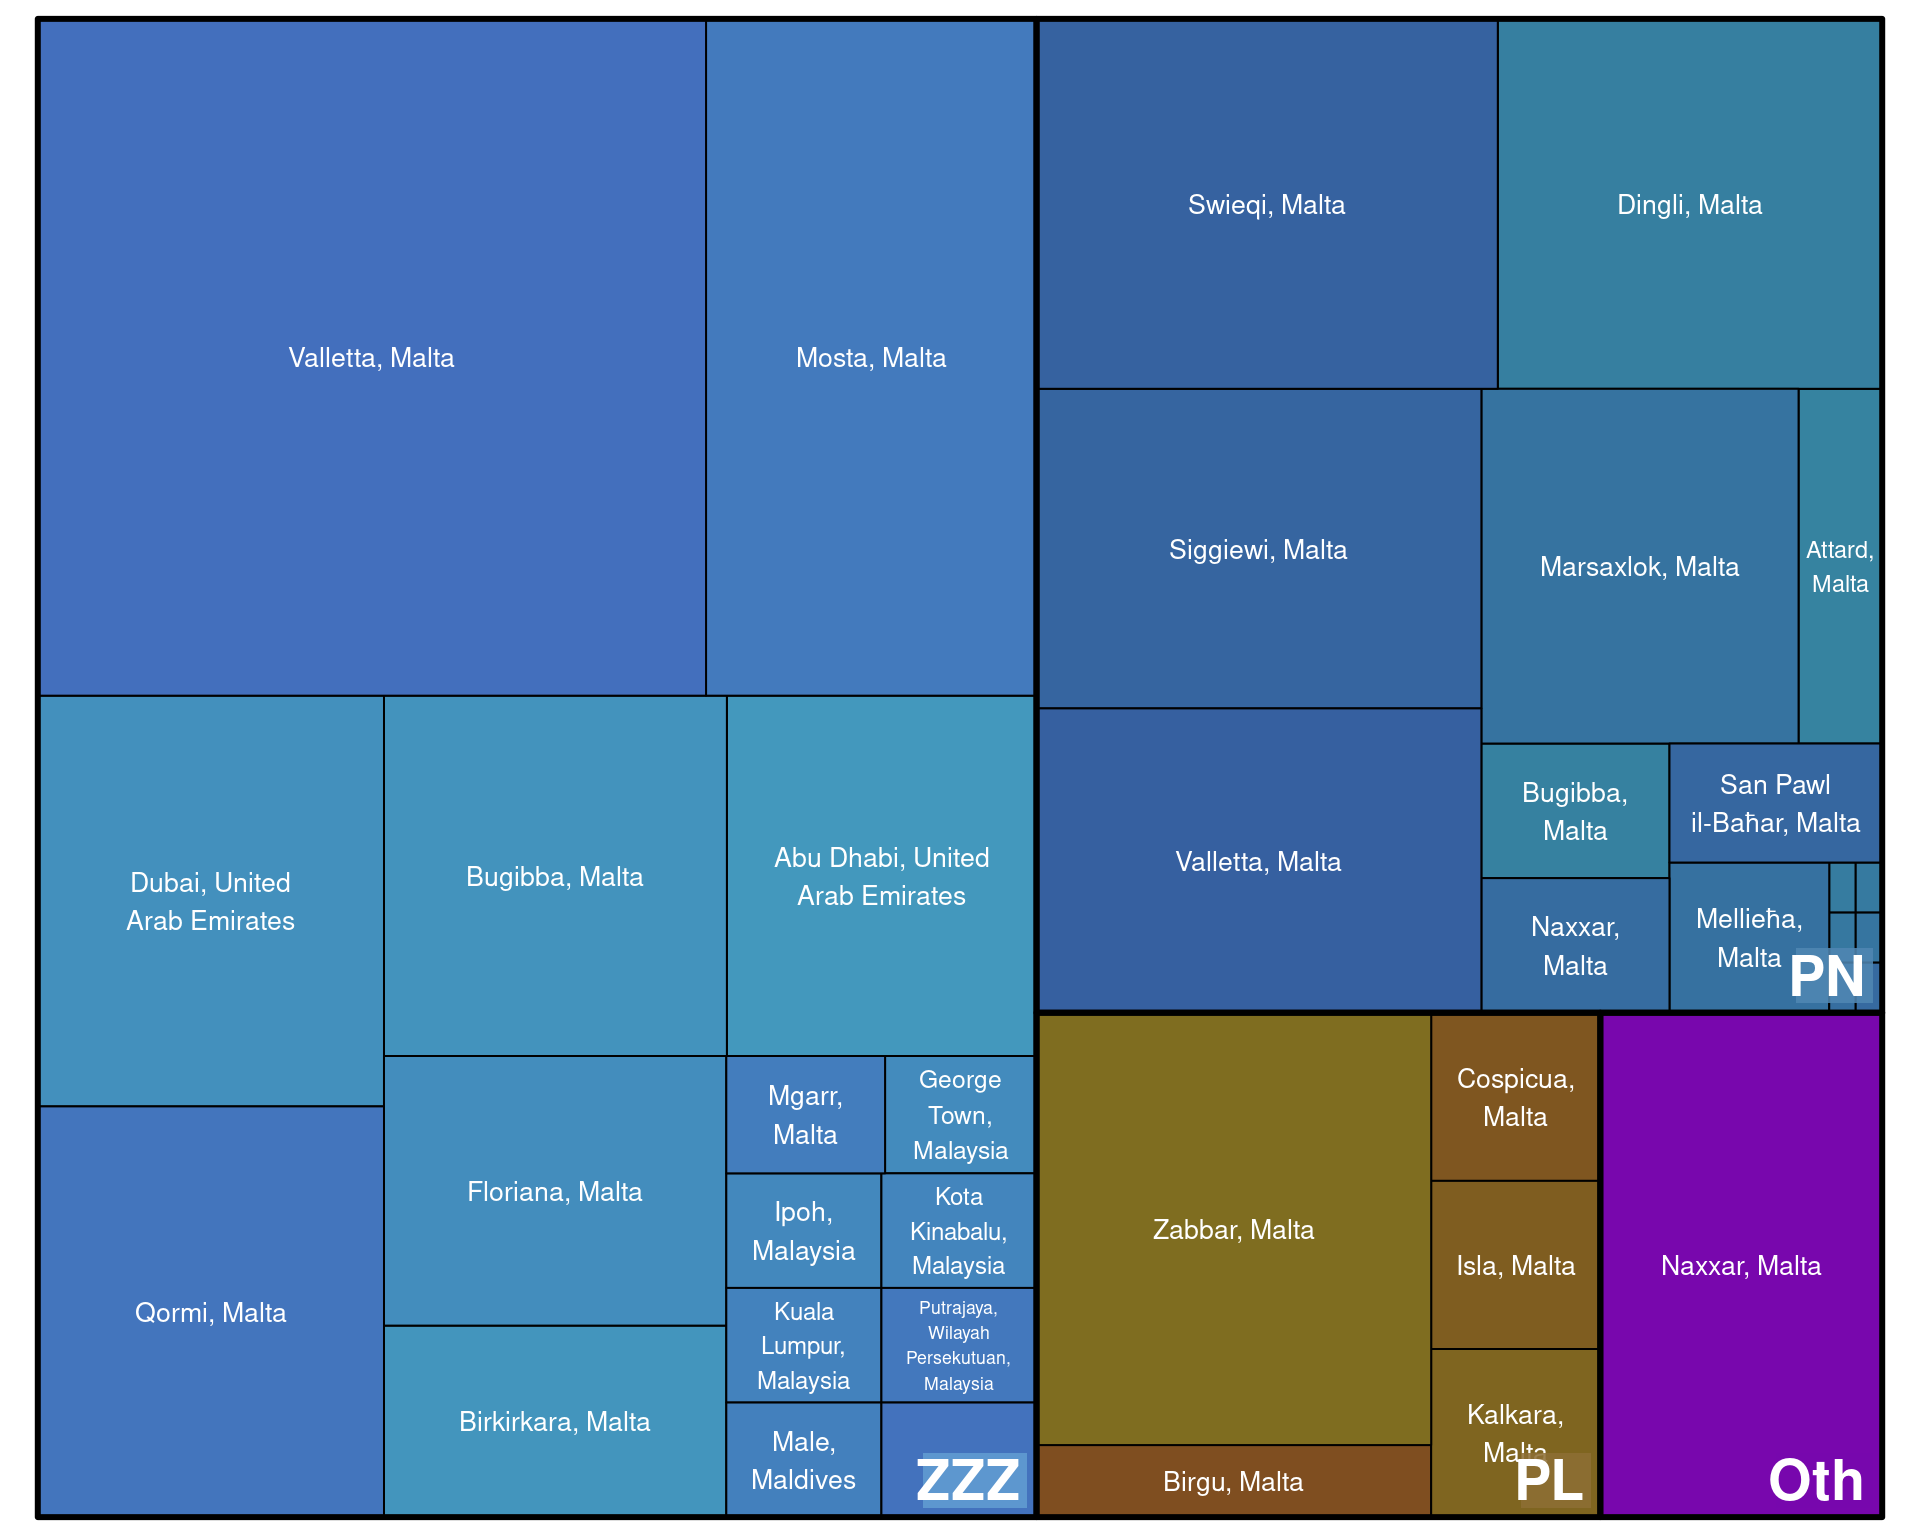 Valletta, Malta
Mosta, Malta
Dubai, United
Arab Emirates
Bugibba, Malta
Abu Dhabi, United
Arab Emirates
Qormi, Malta
Floriana, Malta
Birkirkara, Malta
Mgarr,
Malta
George
Town,
Malaysia
Ipoh,
Malaysia
Kota
Kinabalu,
Malaysia
Kuala
Lumpur,
Malaysia
Putrajaya,
Wilayah
Persekutuan,
Malaysia
Male,
Maldives
ZZZ
Swieqi, Malta
Dingli, Malta
Siggiewi, Malta
Marsaxlok, Malta
Attard,
Malta
Valletta, Malta
Bugibba,
Malta
San Pawl
il-Baħar, Malta
Naxxar,
Malta
Mellieħa,
Malta
PN
Zabbar, Malta
Cospicua,
Malta
Isla, Malta
Kalkara,
Malta
Birgu, Malta
PL
Naxxar, Malta
Oth